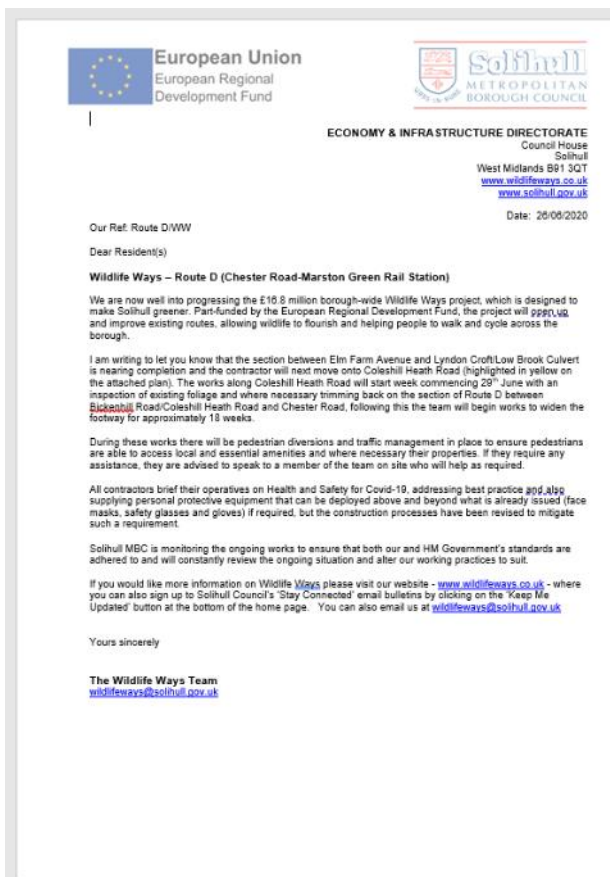 European Union
European Regional
Development Fund
Solihull
METROPOLITAN
BOROUGH COUNCIL
ECONOMY & INFRASTRUCTURE DIRECTORATE
Council House
Solihull
West Midlands B91 3QT
www.wildlifeways.co.uk
www.solihull.gov.uk
Date: 26/06/2020
Our Ref: Route D/WW
Dear Resident(s)
Wildlife Ways – Route D (Chester Road-Marston Green Rail Station)
We are now well into progressing the £16.8 million borough-wide Wildlife Ways project, which is designed to
make Solihull greener. Part-funded by the European Regional Development Fund, the project will open up
and improve existing routes, allowing wildlife to flourish and helping people to walk and cycle across the
borough.
I am writing to let you know that the section between Elm Farm Avenue and Lyndon Croft/Low Brook Culvert
is nearing completion and the contractor will next move onto Coleshill Heath Road (highlighted in yellow on
the attached plan). The works along Coleshill Heath Road will start week commencing 29th June with an
inspection of existing foliage and where necessary trimming back on the section of Route D between
Bickenhill Road/Coleshill Heath Road and Chester Road, following this the team will begin works to widen the
footway for approximately 18 weeks.
During these works there will be pedestrian diversions and traffic management in place to ensure pedestrians
are able to access local and essential amenities and where necessary their properties. If they require any
assistance, they are advised to speak to a member of the team on site who will help as required.
All contractors brief their operatives on Health and Safety for Covid-19, addressing best practice and also
supplying personal protective equipment that can be deployed above and beyond what is already issued (face
masks, safety glasses and gloves) if required, but the construction processes have been revised to mitigate
such a requirement.
Solihull MBC is monitoring the ongoing works to ensure that both our and HM Government's standards are
adhered to and will constantly review the ongoing situation and alter our working practices to suit.
If you would like more information on Wildlife Ways please visit our website - www.wildlifeways.co.uk - where
you can also sign up to Solihull Council's 'Stay Connected' email bulletins by clicking on the 'Keep Me
Updated' button at the bottom of the home page. You can also email us at wildlifeways@solihull.gov.uk
Yours sincerely
The Wildlife Ways Team
wildlifeways@solihull.gov.uk